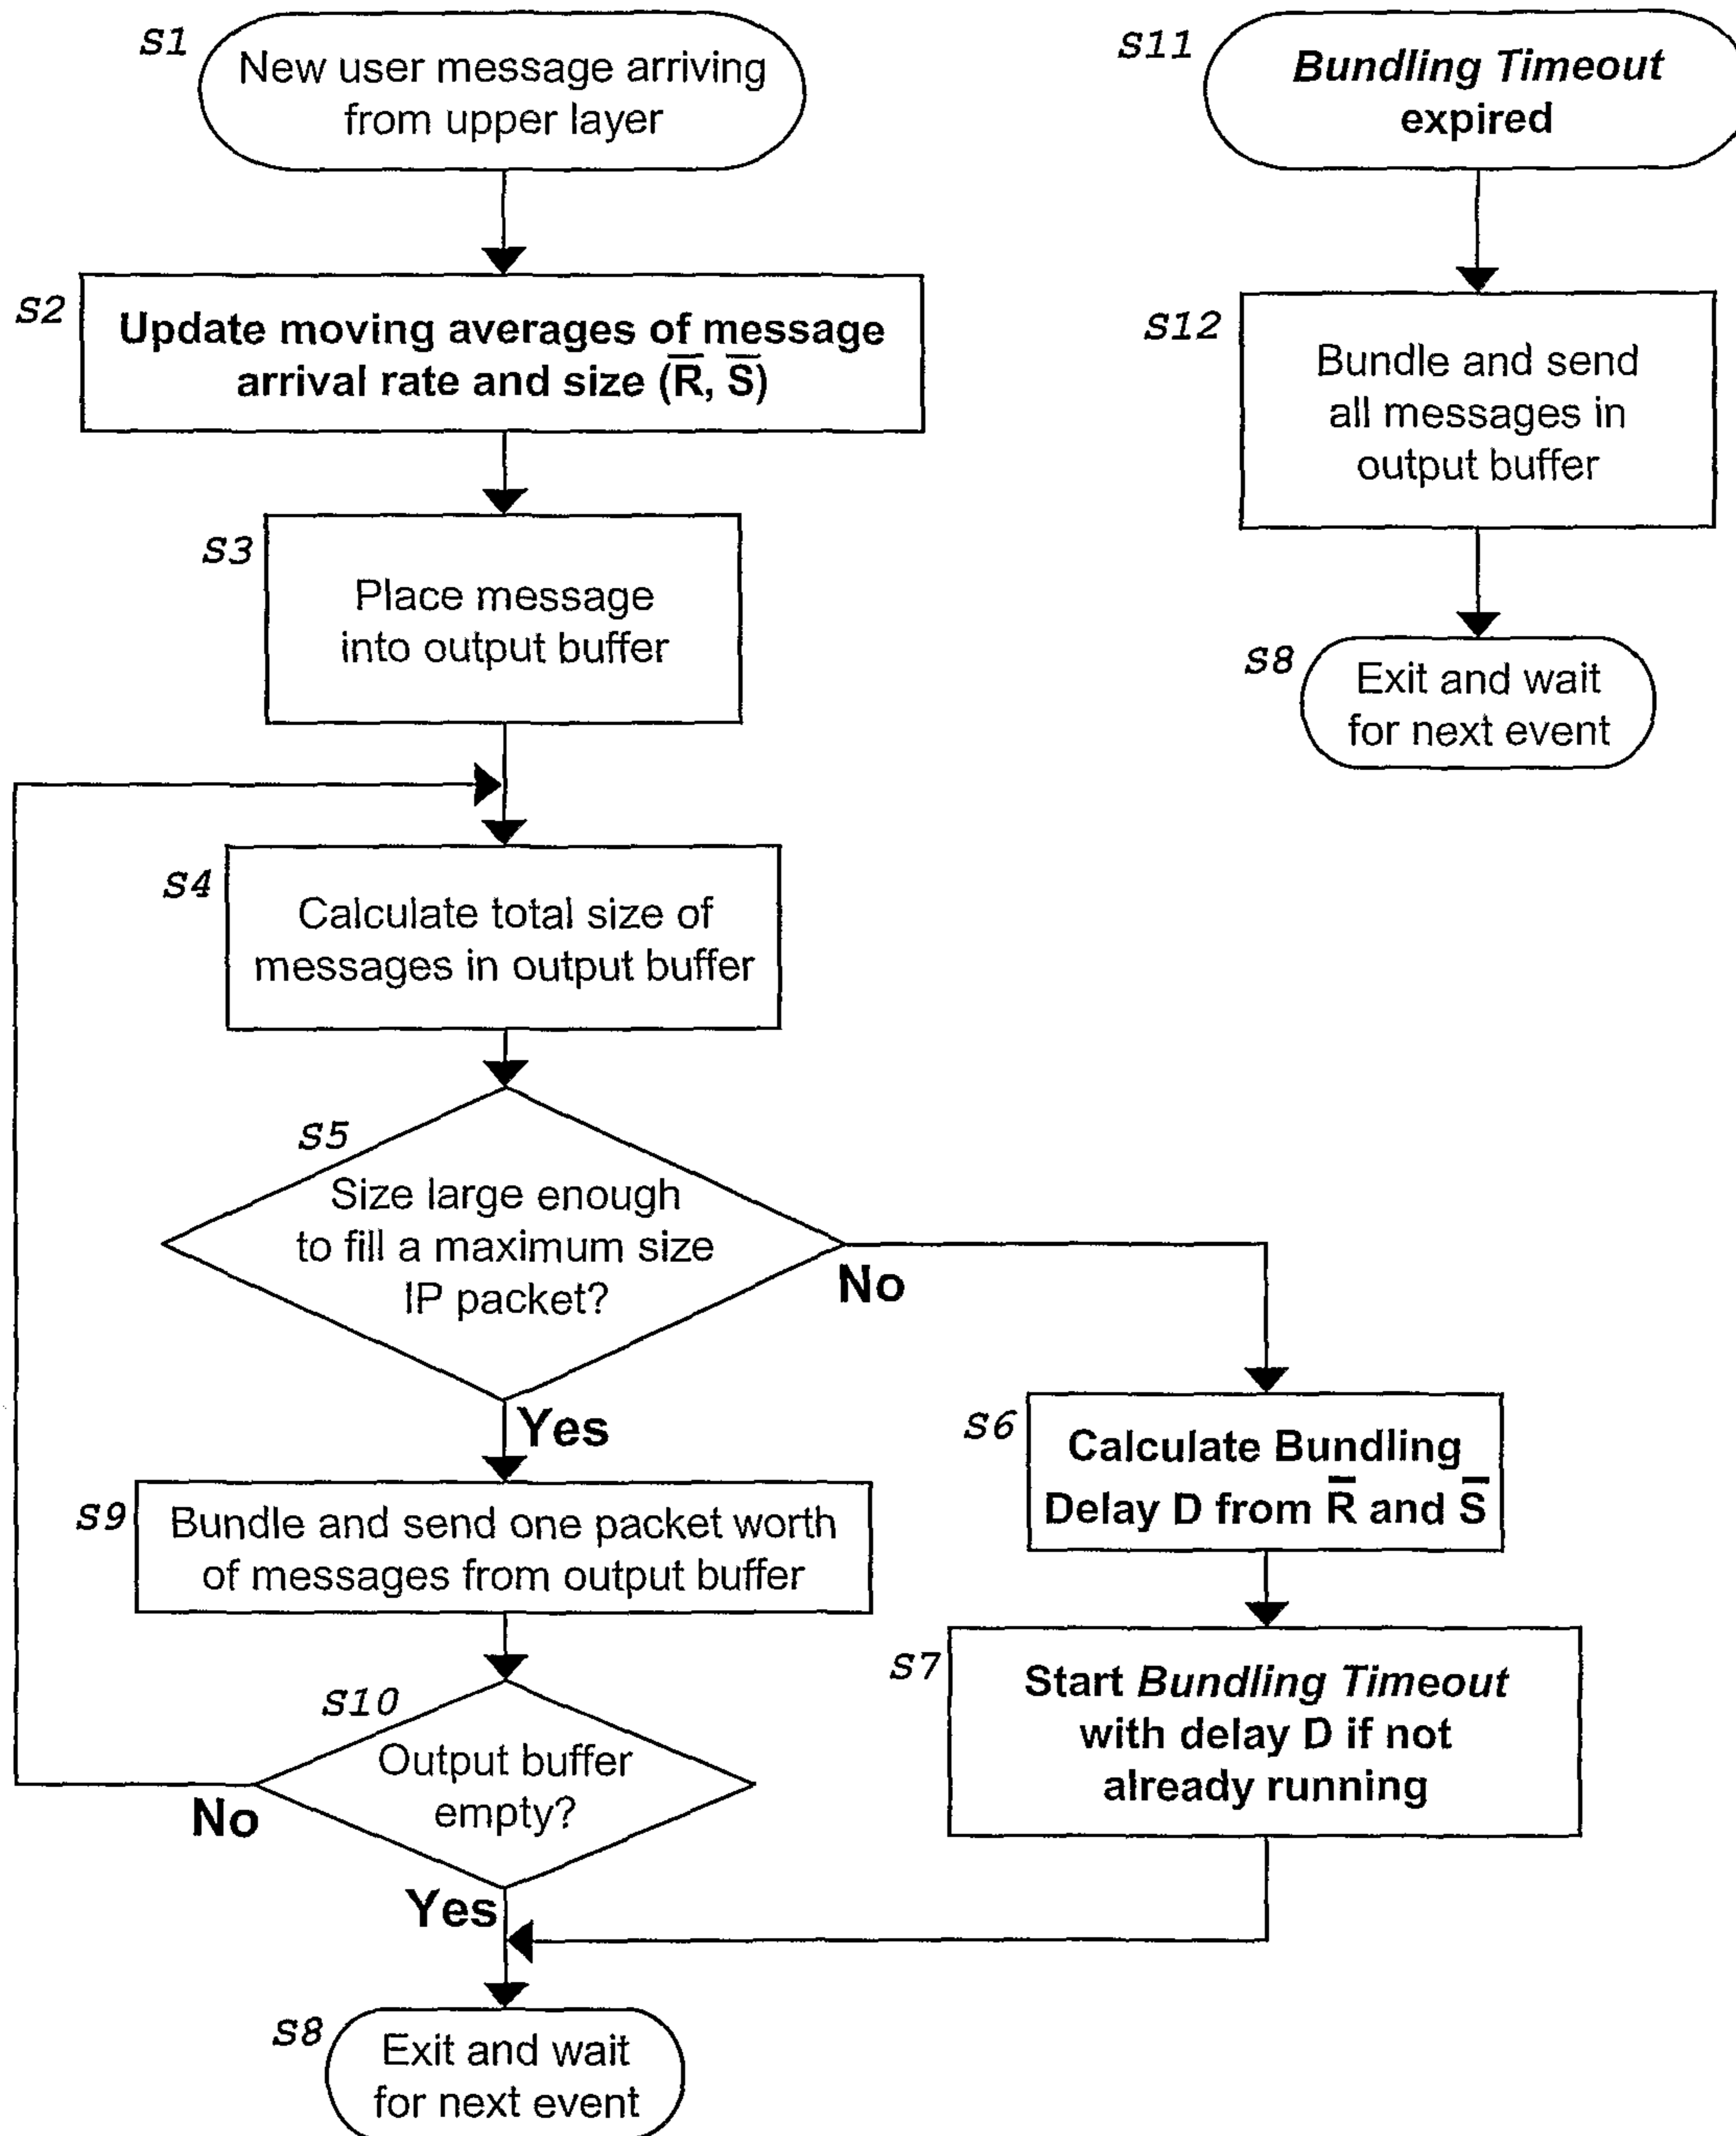 S1
New user message arriving
from upper layer
S2
Update moving averages of message
arrival rate and size (R̅, S̅)
S3
Place message
into output buffer
S4
Calculate total size of
messages in output buffer
S5
Size large enough
to fill a maximum size
IP packet?
No
Yes
S6
Calculate Bundling
Delay D from R̅ and S̅
S9
Bundle and send one packet worth
of messages from output buffer
S7
Start Bundling Timeout
with delay D if not
already running
S10
Output buffer
empty?
No
Yes
S8
Exit and wait
for next event
S11
Bundling Timeout
expired
S12
Bundle and send
all messages in
output buffer
S8
Exit and wait
for next event